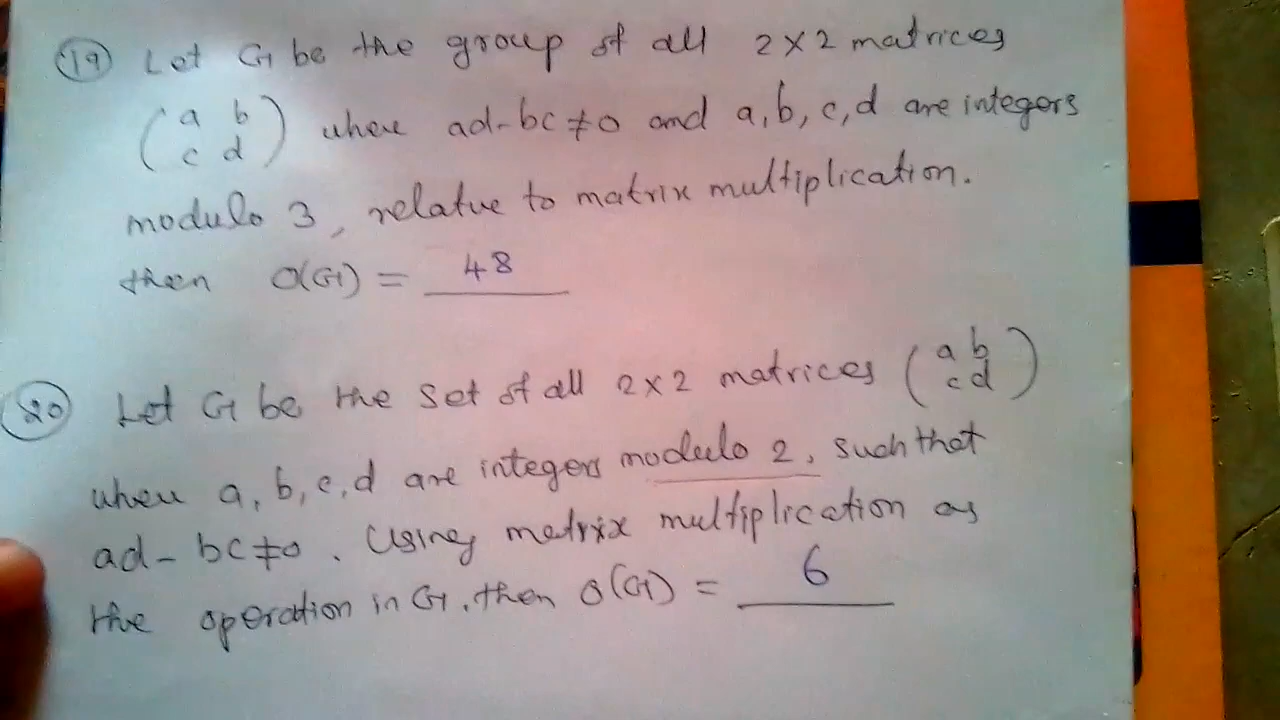 19 Let G be the group of all 2 × 2 matrices
( a b
c d ) where ad-bc ≠ 0 and a, b, c, d are integers
modulo 3, relative to matrix multiplication.
then O(G) = 48
20 Let G be the set of all 2 × 2 matrices ( a b
c d )
where a, b, c, d are integers modulo 2, such that
ad - bc ≠ 0. Using matrix multiplication as
the operation in G, then O(G) = 6